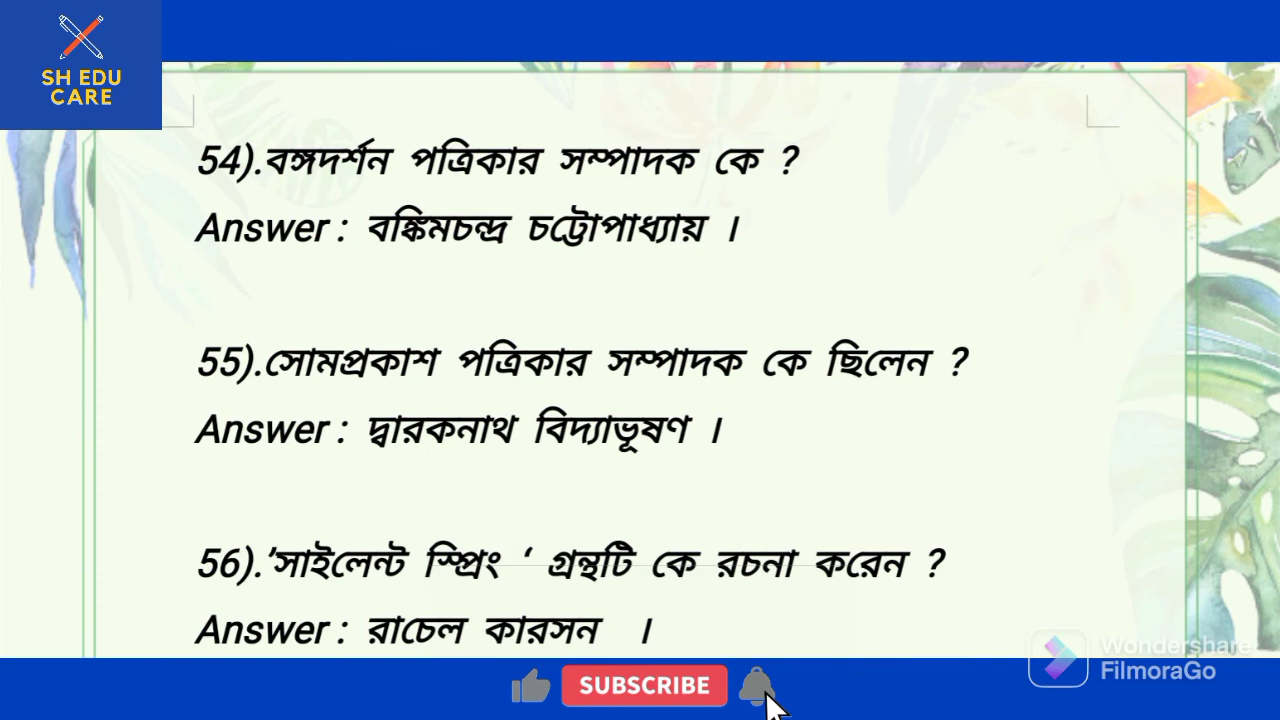 SH EDU
CARE
54).বঙ্গদর্শন পত্রিকার সম্পাদক কে ?
Answer : বঙ্কিমচন্দ্র চট্টোপাধ্যায় ।
55).সোমপ্রকাশ পত্রিকার সম্পাদক কে ছিলেন ?
Answer : দ্বারকনাথ বিদ্যাভূষণ ।
56).’সাইলেন্ট স্প্রিং ‘ গ্রন্থটি কে রচনা করেন ?
Answer : রাচেল কারসন ।
Wondershare
FilmoraGo
SUBSCRIBE